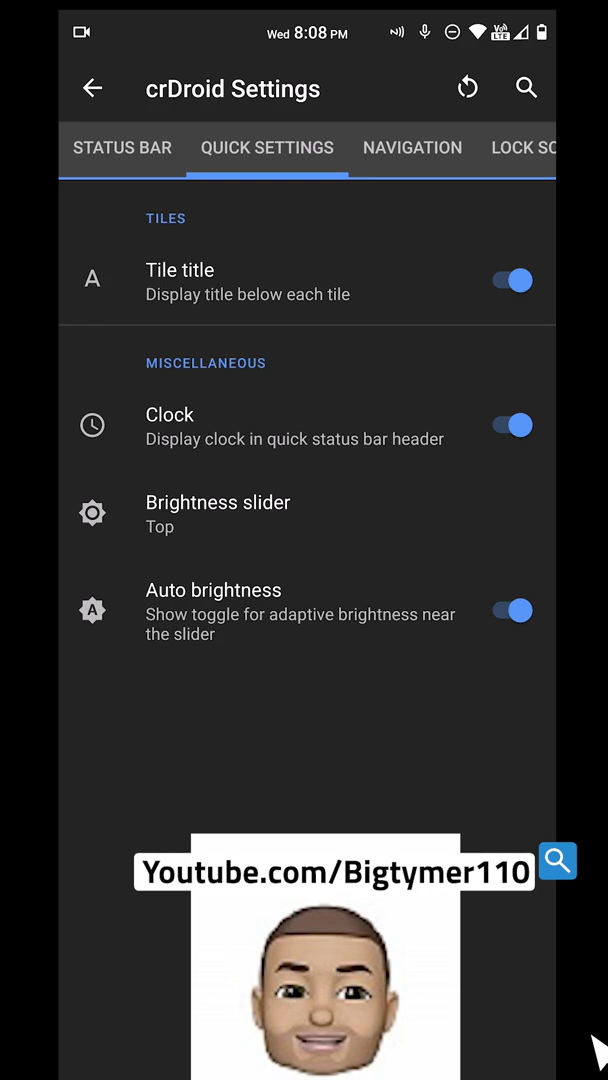 Wed 8:08 PM
Vo)) LTE
crDroid Settings
STATUS BAR QUICK SETTINGS NAVIGATION LOCK SC
TILES
A
Tile title
Display title below each tile
MISCELLANEOUS
Clock
Display clock in quick status bar header
Brightness slider
Top
A
Auto brightness
Show toggle for adaptive brightness near
the slider
Youtube.com/Bigtymer110